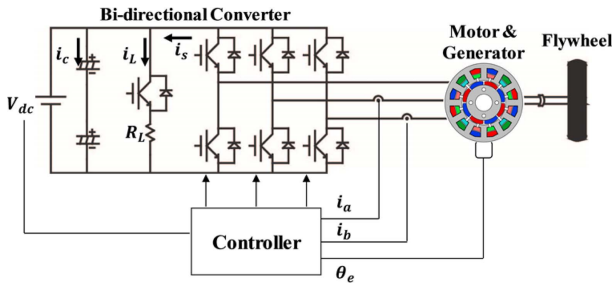 Bi-directional Converter
Motor &
Generator
Flywheel
i_c
i_L
i_s
V_dc
R_L
Controller
i_a
i_b
θ_e